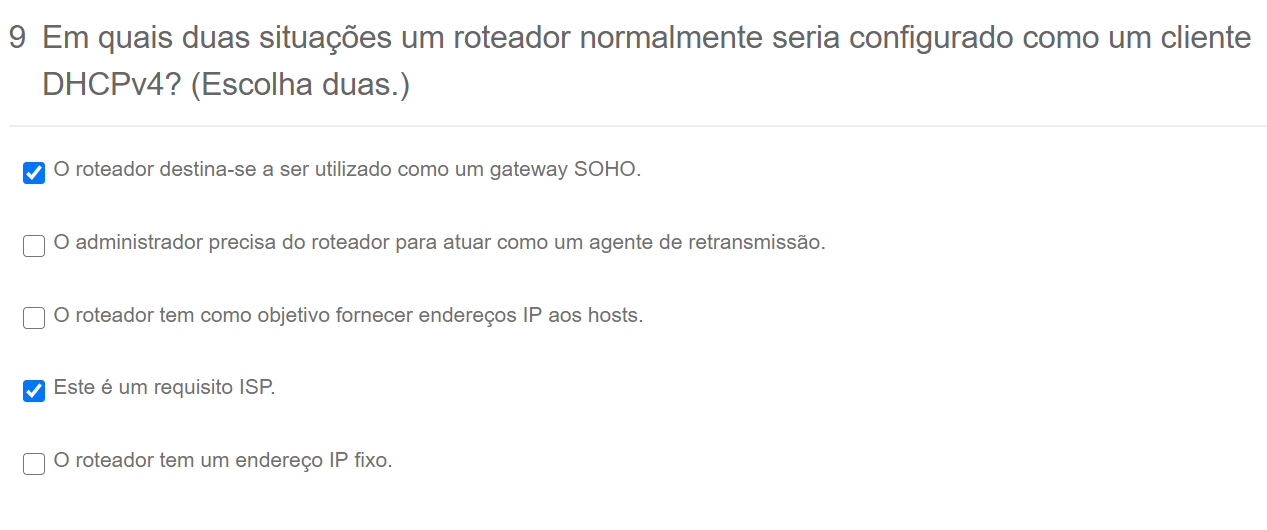 9 Em quais duas situações um roteador normalmente seria configurado como um cliente
DHCPv4? (Escolha duas.)
O roteador destina-se a ser utilizado como um gateway SOHO.
O administrador precisa do roteador para atuar como um agente de retransmissão.
O roteador tem como objetivo fornecer endereços IP aos hosts.
Este é um requisito ISP.
O roteador tem um endereço IP fixo.